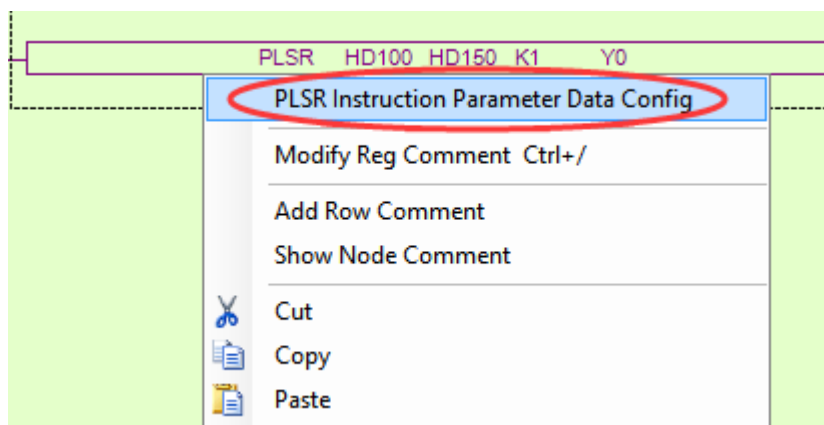 PLSR HD100 HD150 K1 Y0
PLSR Instruction Parameter Data Config
Modify Reg Comment Ctrl+/
Add Row Comment
Show Node Comment
Cut
Copy
Paste